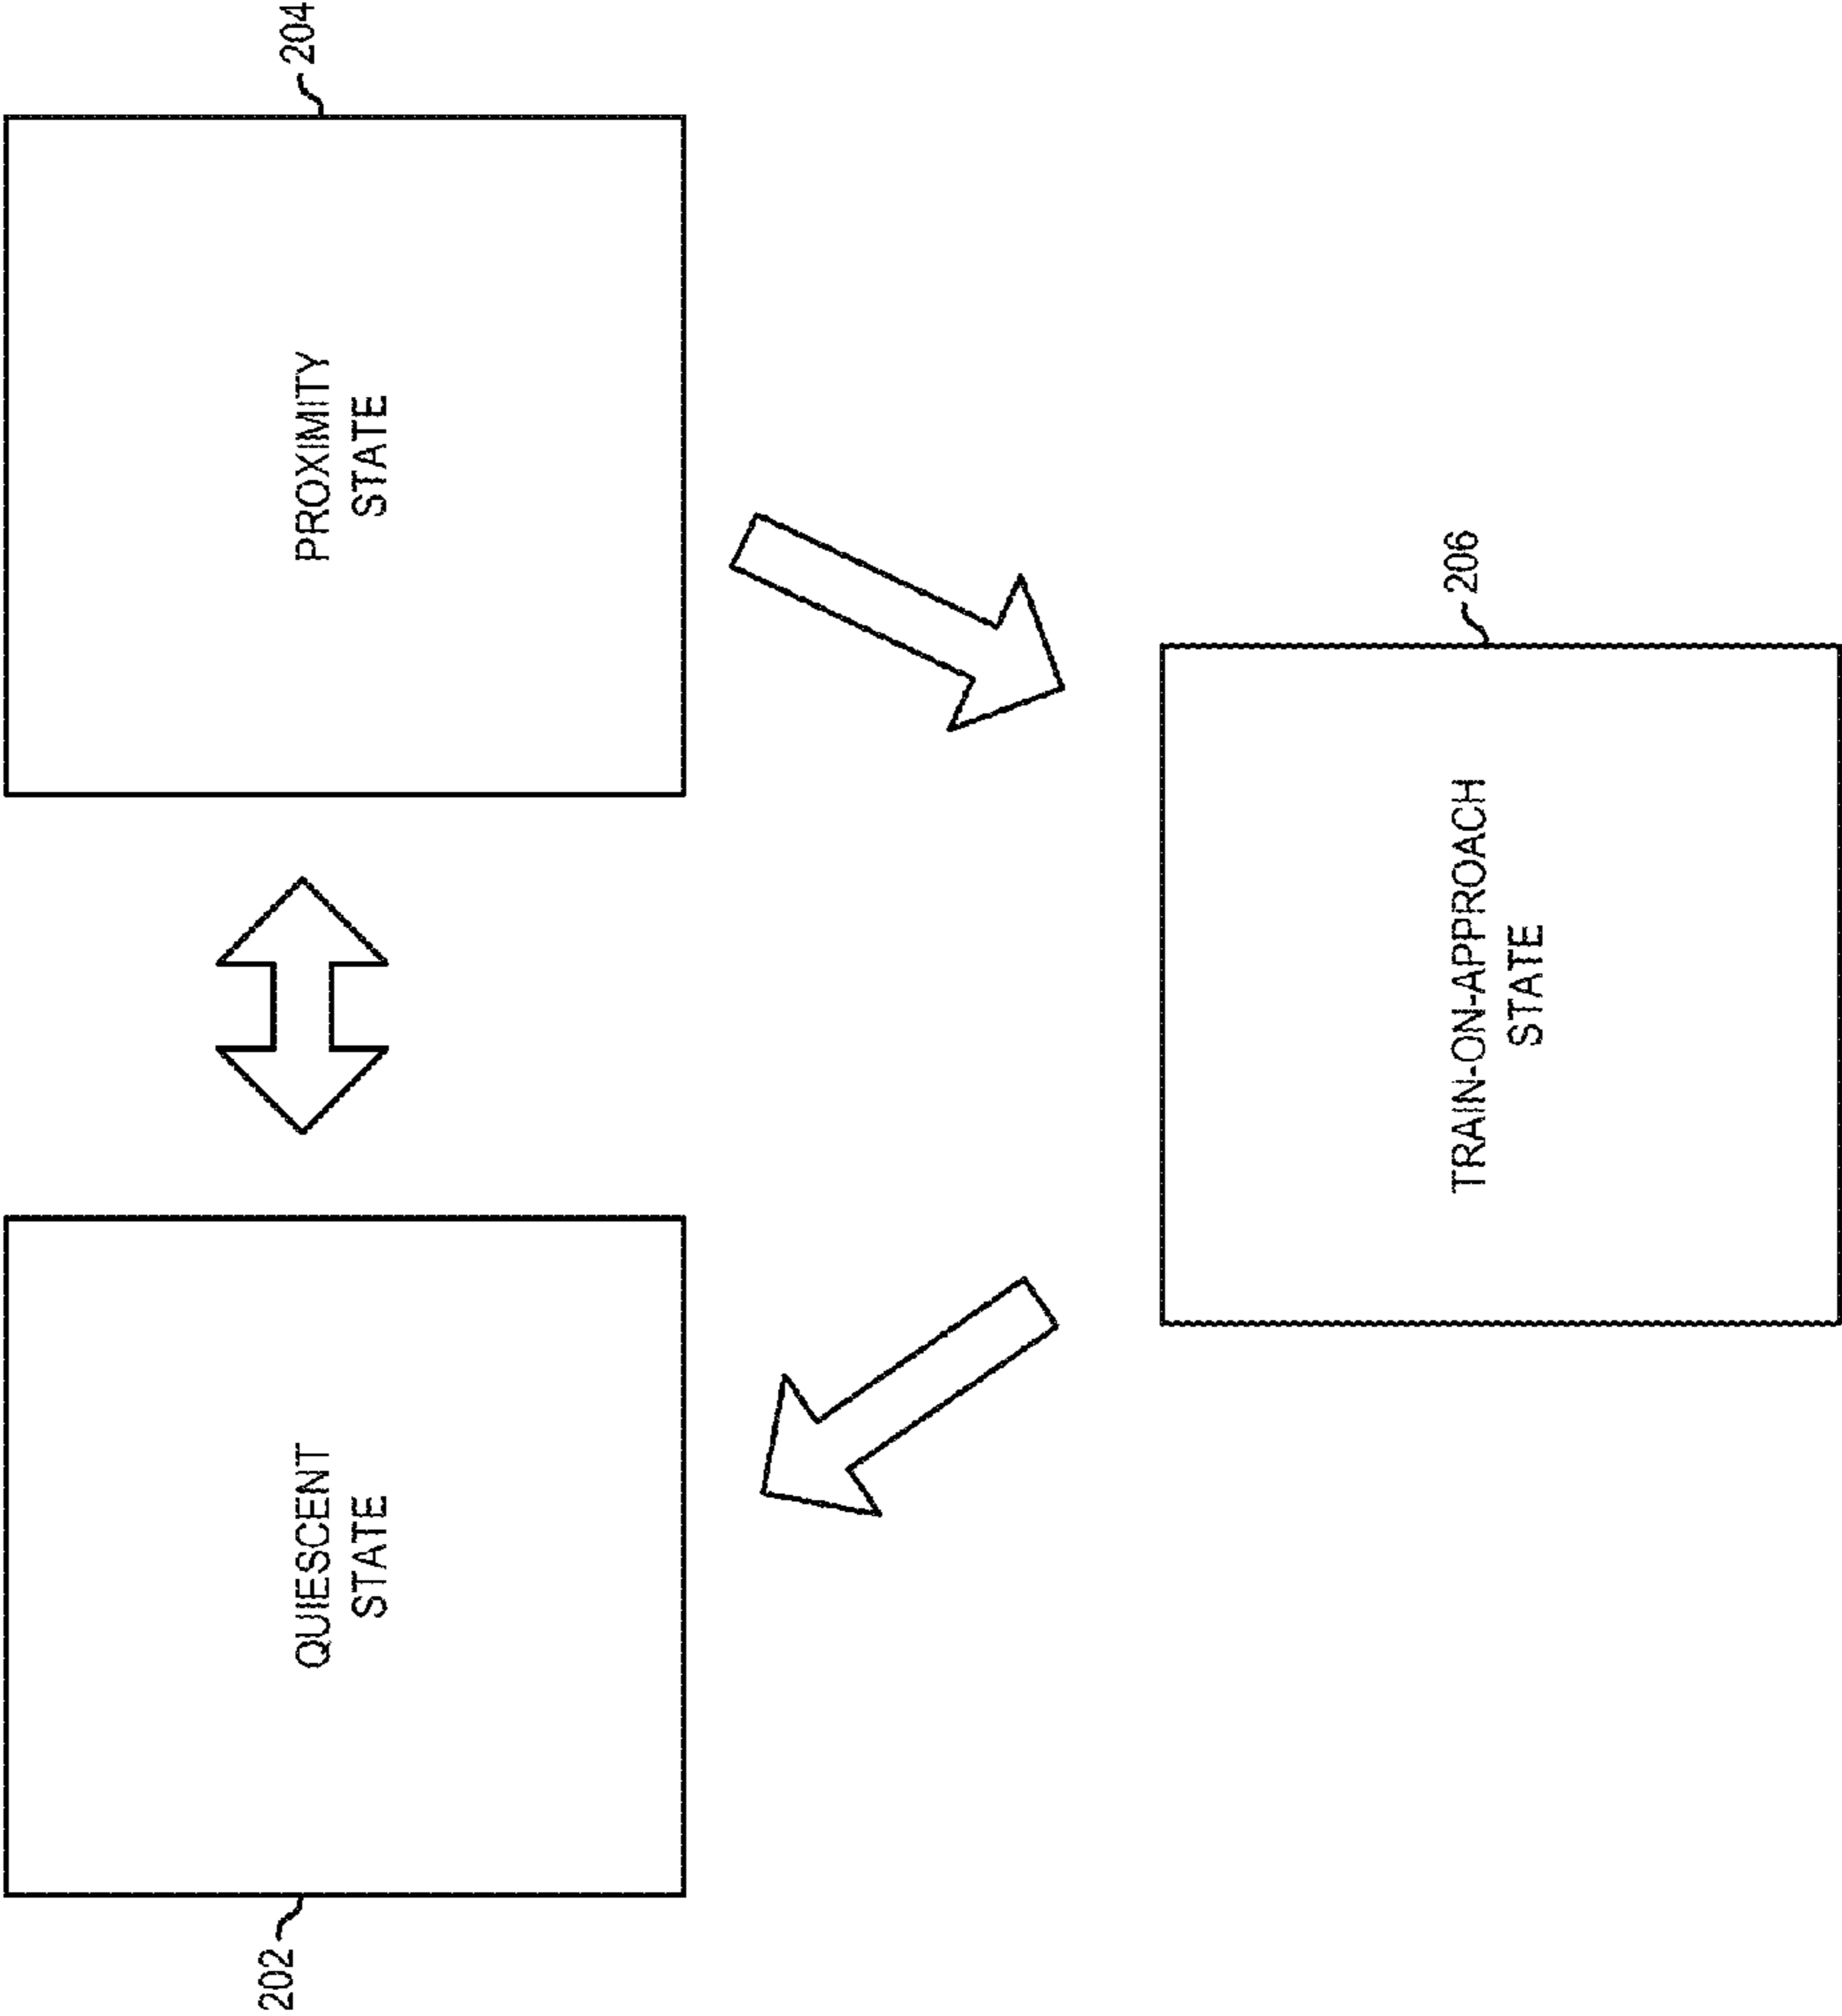 202
QUIESCENT
STATE
PROXIMITY
STATE
204
TRAIN-ON-APPROACH
STATE
206